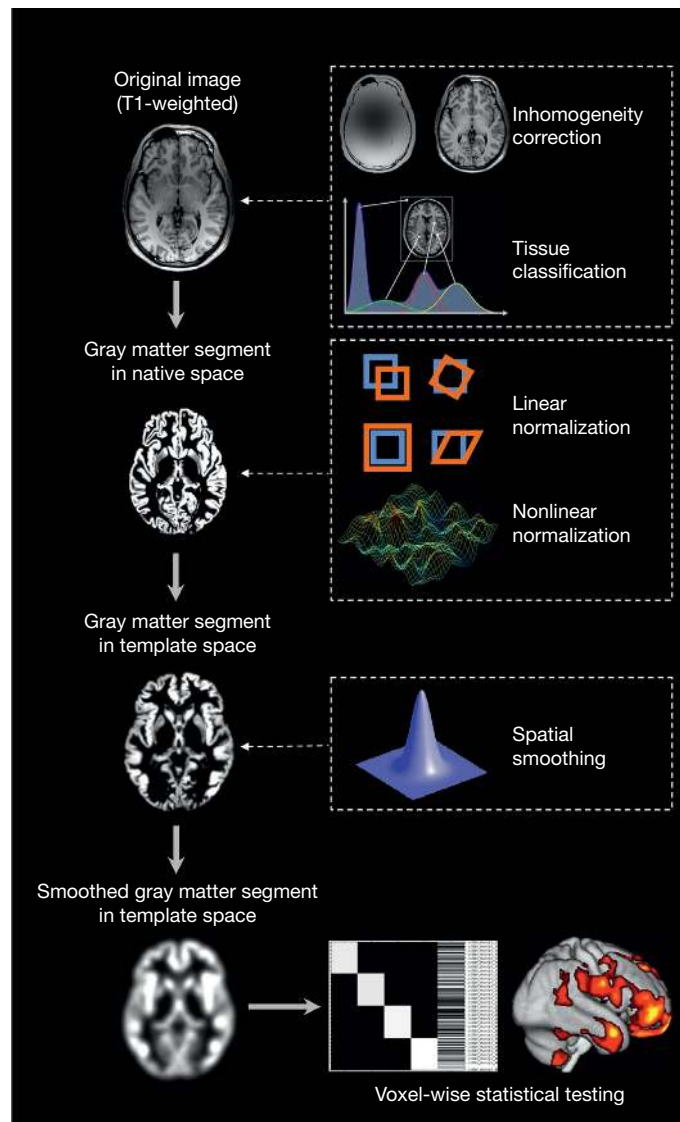 Original image
(T1-weighted)
Inhomogeneity
correction
Tissue
classification
Gray matter segment
in native space
Linear
normalization
Nonlinear
normalization
Gray matter segment
in template space
Spatial
smoothing
Smoothed gray matter segment
in template space
Voxel-wise statistical testing